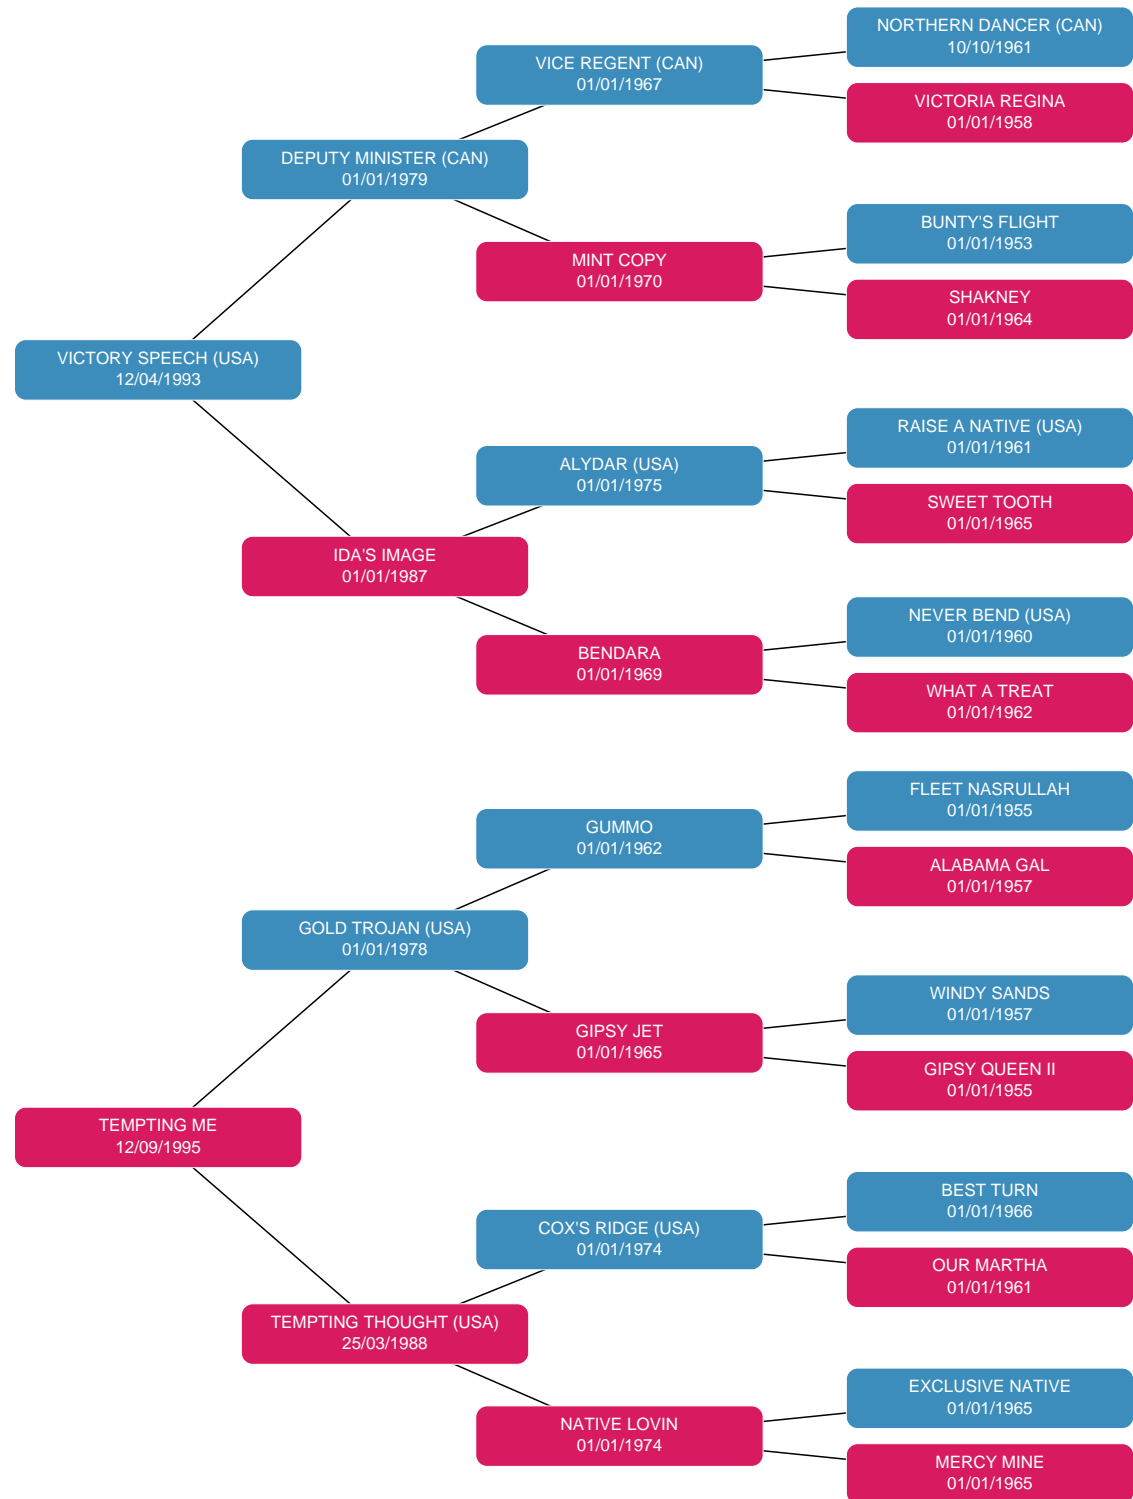 NORTHERN DANCER (CAN)
10/10/1961
VICE REGENT (CAN)
01/01/1967
VICTORIA REGINA
01/01/1958
DEPUTY MINISTER (CAN)
01/01/1979
BUNTY'S FLIGHT
01/01/1953
MINT COPY
01/01/1970
SHAKNEY
01/01/1964
VICTORY SPEECH (USA)
12/04/1993
RAISE A NATIVE (USA)
01/01/1961
ALYDAR (USA)
01/01/1975
SWEET TOOTH
01/01/1965
IDA'S IMAGE
01/01/1987
NEVER BEND (USA)
01/01/1960
BENDARA
01/01/1969
WHAT A TREAT
01/01/1962
FLEET NASRULLAH
01/01/1955
GUMMO
01/01/1962
ALABAMA GAL
01/01/1957
GOLD TROJAN (USA)
01/01/1978
WINDY SANDS
01/01/1957
GIPSY JET
01/01/1965
GIPSY QUEEN II
01/01/1955
TEMPTING ME
12/09/1995
BEST TURN
01/01/1966
COX'S RIDGE (USA)
01/01/1974
OUR MARTHA
01/01/1961
TEMPTING THOUGHT (USA)
25/03/1988
EXCLUSIVE NATIVE
01/01/1965
NATIVE LOVIN
01/01/1974
MERCY MINE
01/01/1965